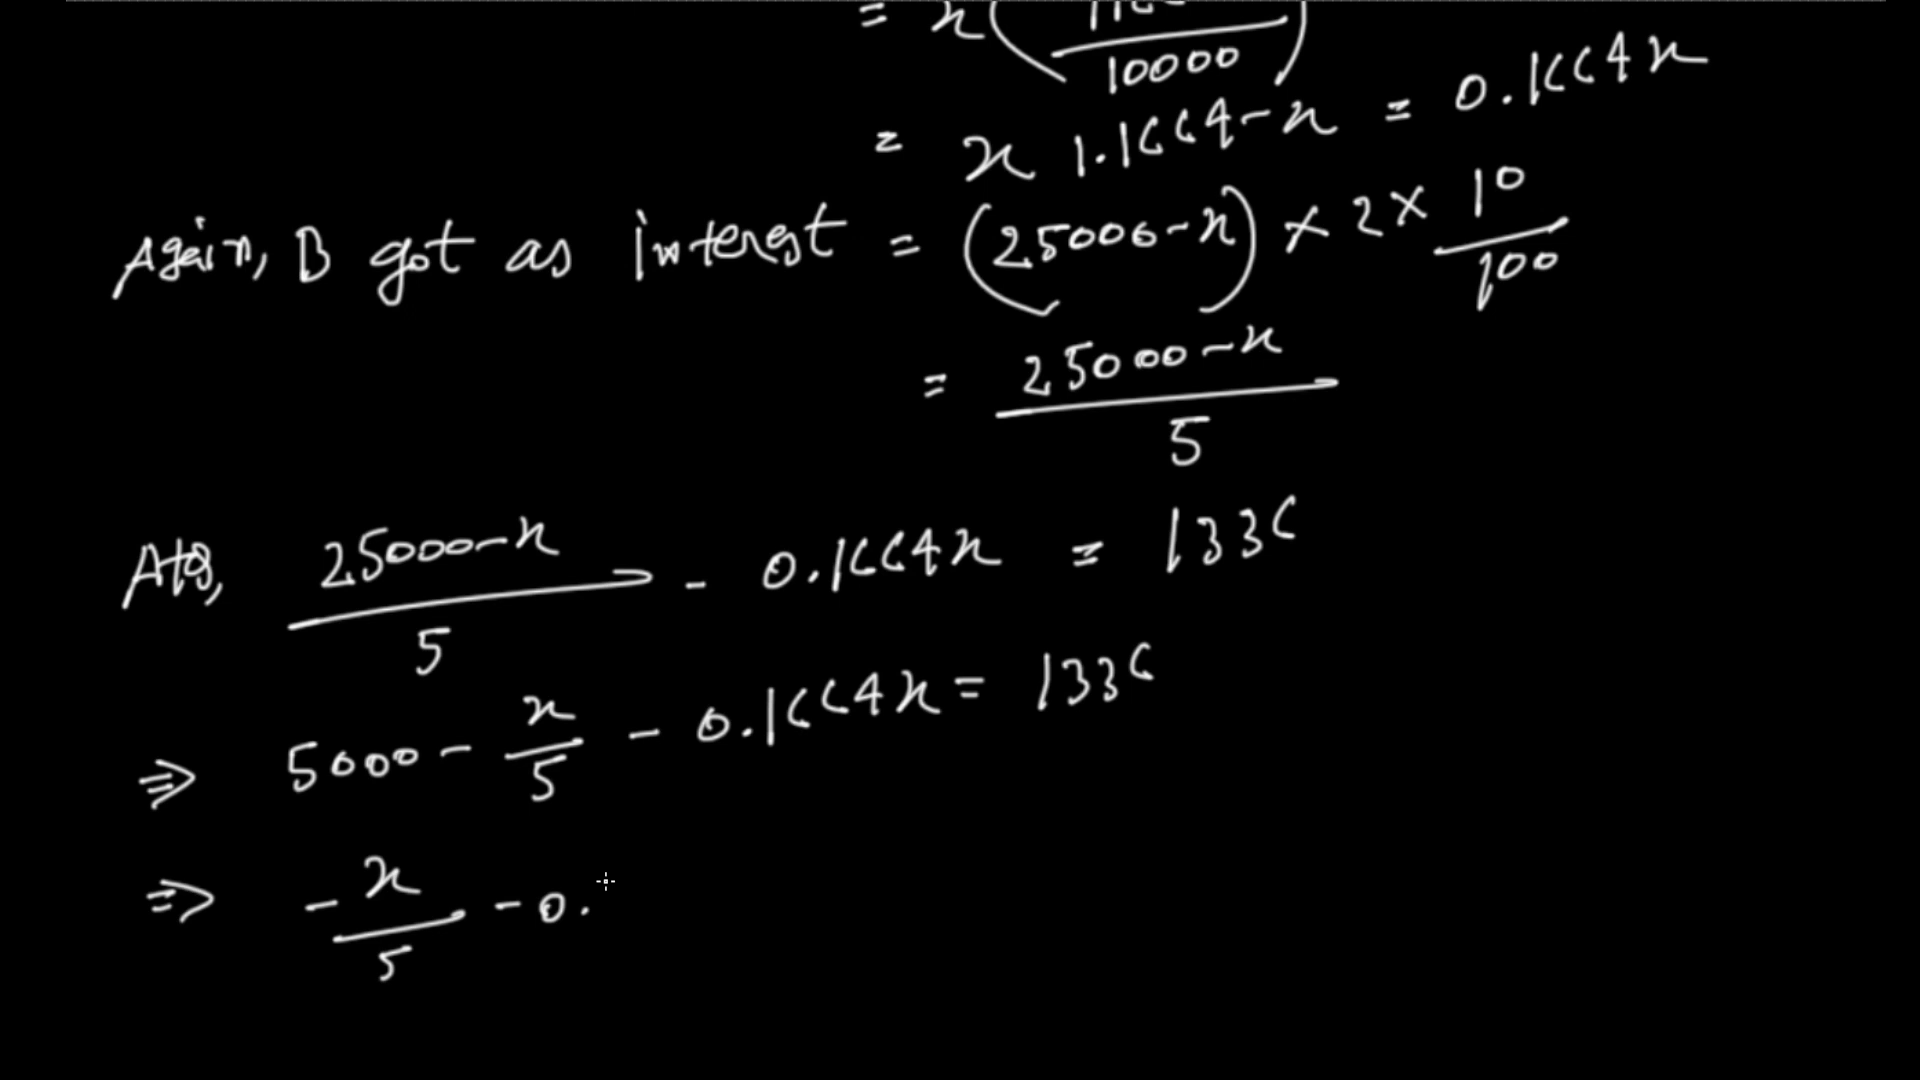 = x(/10000)
= x 1.1664 - x = 0.1664x
Again, B got as interest = (25000 - x) × 2 × 10/100
= 25000 - x/5
ATQ, 25000 - x/5 - 0.1664x = 1336
⇒ 5000 - x/5 - 0.1664x = 1336
⇒ - x/5 - 0.